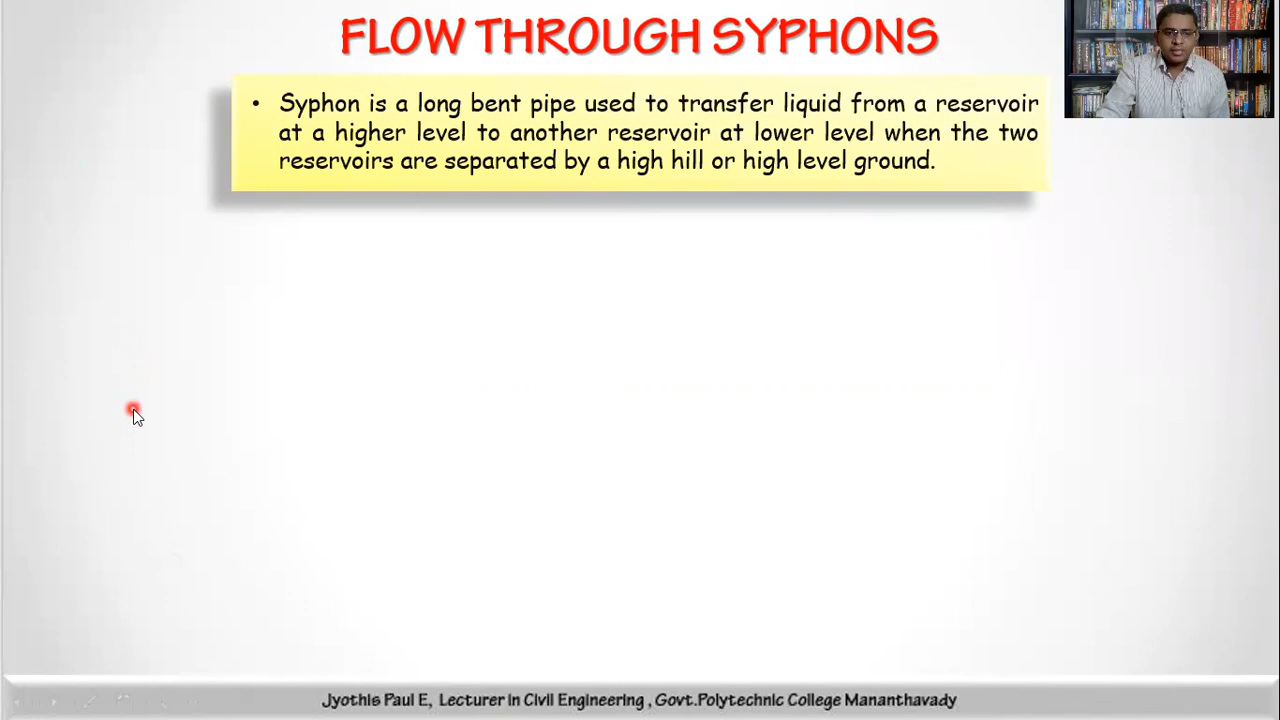 FLOW THROUGH SYPHONS
• Syphon is a long bent pipe used to transfer liquid from a reservoir
at a higher level to another reservoir at lower level when the two
reservoirs are separated by a high hill or high level ground.
Jyothis Paul E, Lecturer in Civil Engineering , Govt.Polytechnic College Mananthavady